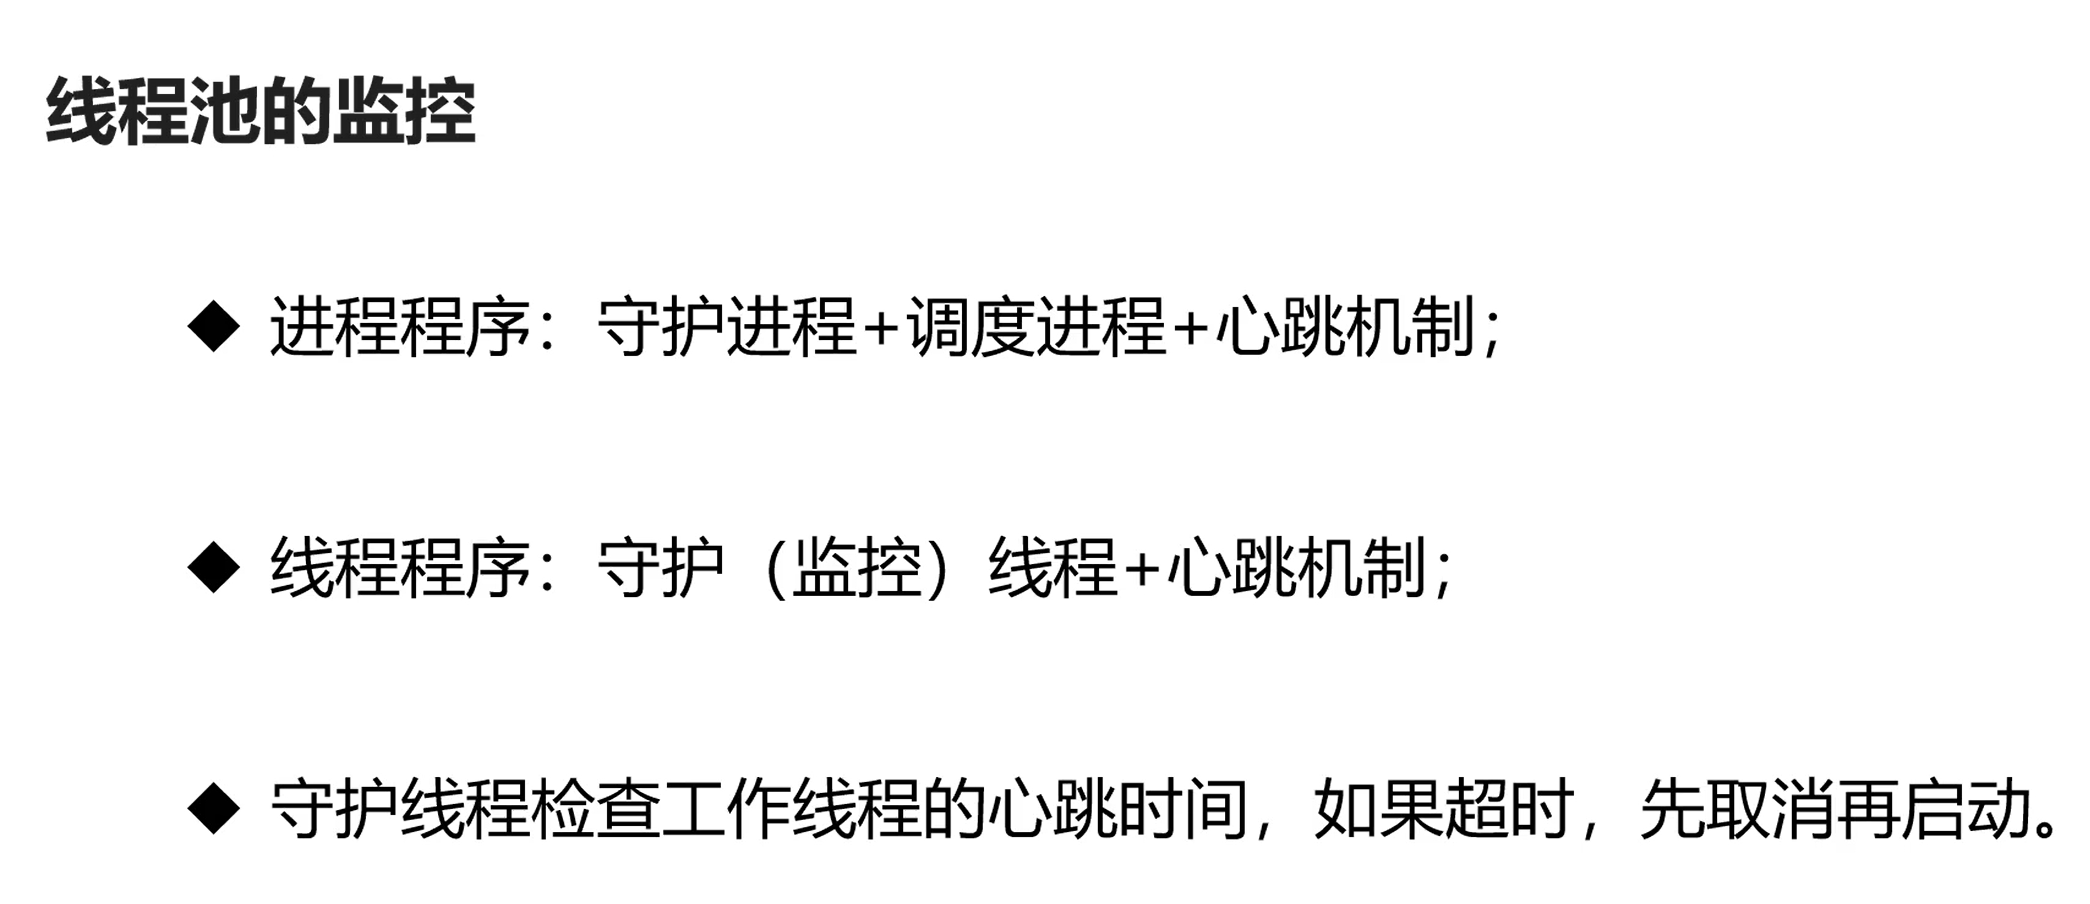 线程池的监控
◆ 进程程序：守护进程+调度进程+心跳机制；
◆ 线程程序：守护（监控）线程+心跳机制；
◆ 守护线程检查工作线程的心跳时间，如果超时，先取消再启动。